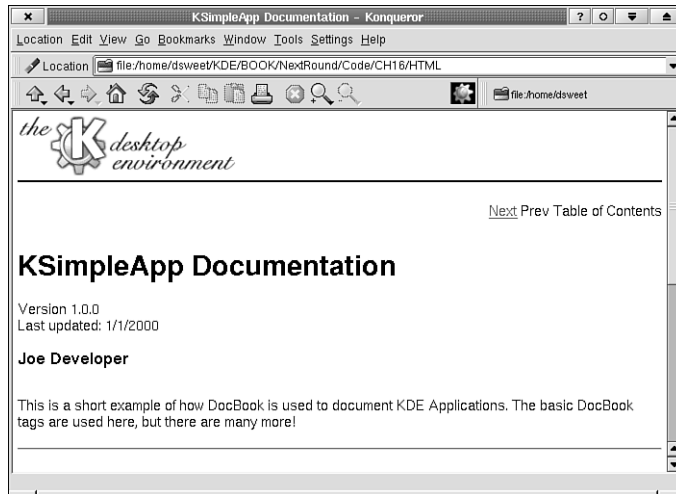 KSimpleApp Documentation - Konqueror
Location Edit View Go Bookmarks Window Tools Settings Help
Location file:/home/dsweet/KDE/BOOK/NextRound/Code/CH16/HTML
file:/home/dsweet
the K desktop environment
Next Prev Table of Contents
KSimpleApp Documentation
Version 1.0.0
Last updated: 1/1/2000
Joe Developer
This is a short example of how DocBook is used to document KDE Applications. The basic DocBook
tags are used here, but there are many more!